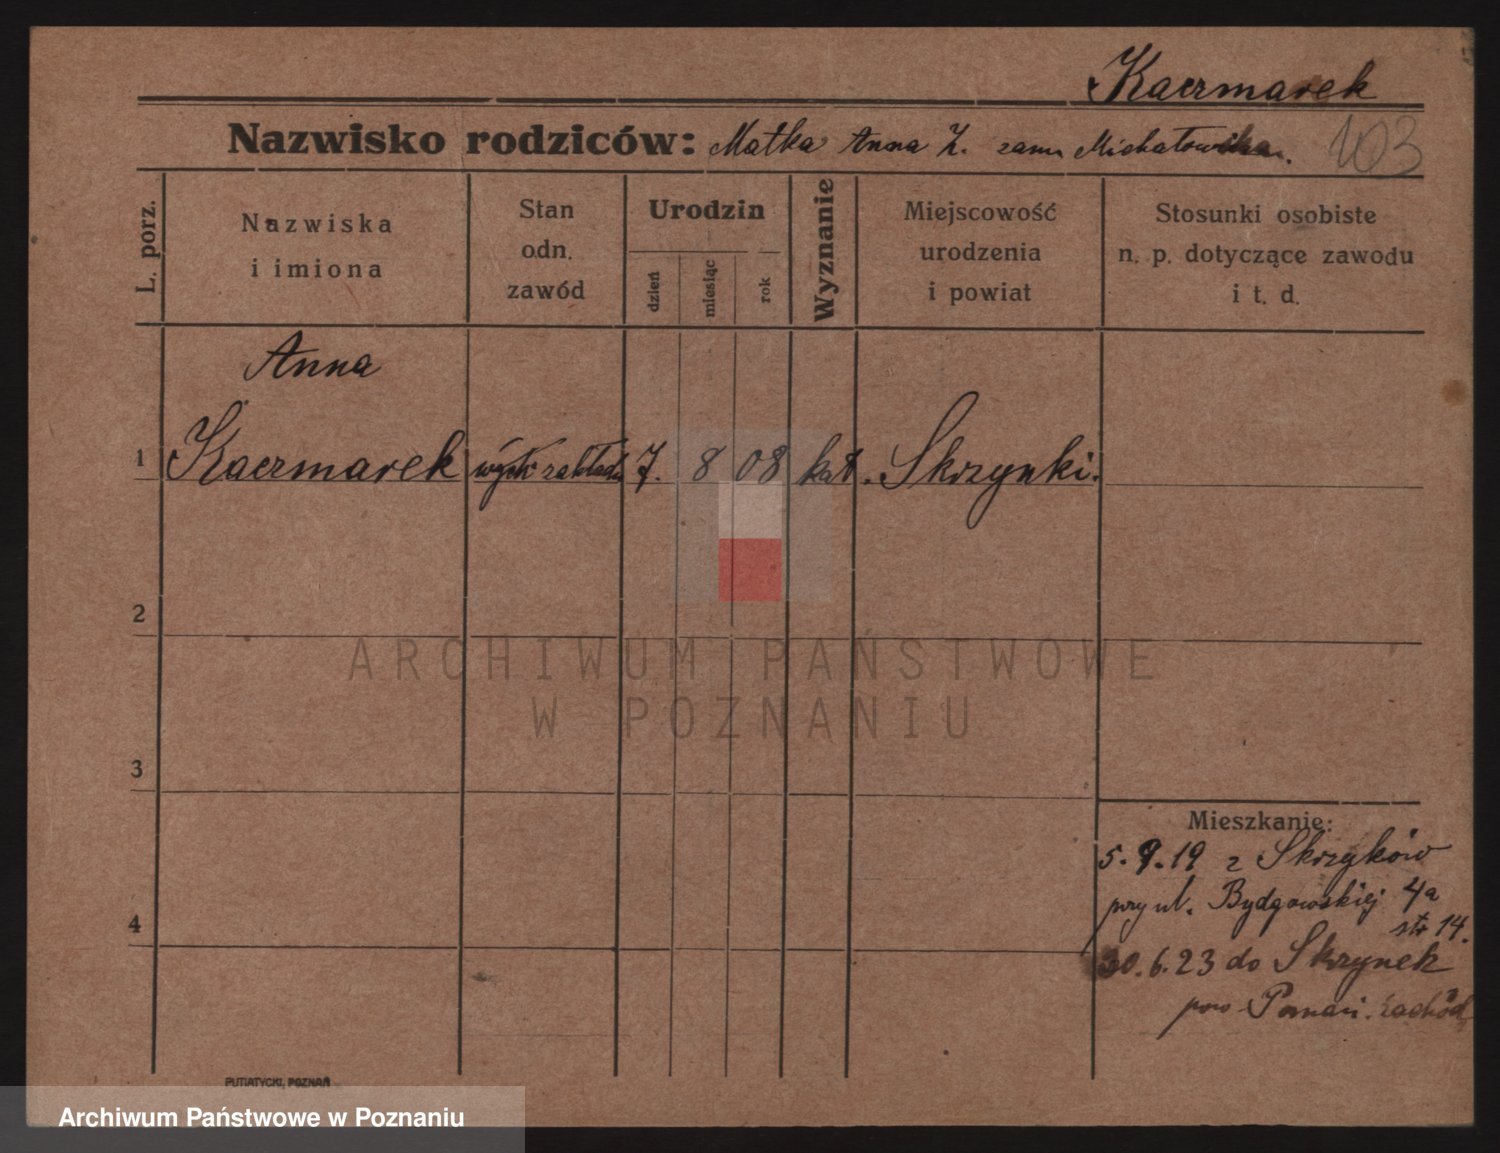 Kaczmarek
Nazwisko rodziców: Matka Anna K. zam Michałowska.
103
L. porz.
Nazwiska
i imiona
Stan
odn.
zawód
Urodzin
dzień
miesiąc
rok
Wyznanie
Miejscowość
urodzenia
i powiat
Stosunki osobiste
n. p. dotyczące zawodu
i t. d.
Anna
1 Kaczmarek wych zakładu 7. 8 08 kat. Skrzynki.
2
3
4
Mieszkanie:
5.9.19 z Skrzynków
przy ul. Bydgowskiej 4a
str 14.
30.6.23 do Skrzynek
pow Poznań. zachód
PUTIATYCKI, POZNAŃ
ARCHIWUM PAŃSTWOWE
W POZNANIU
Archiwum Państwowe w Poznaniu